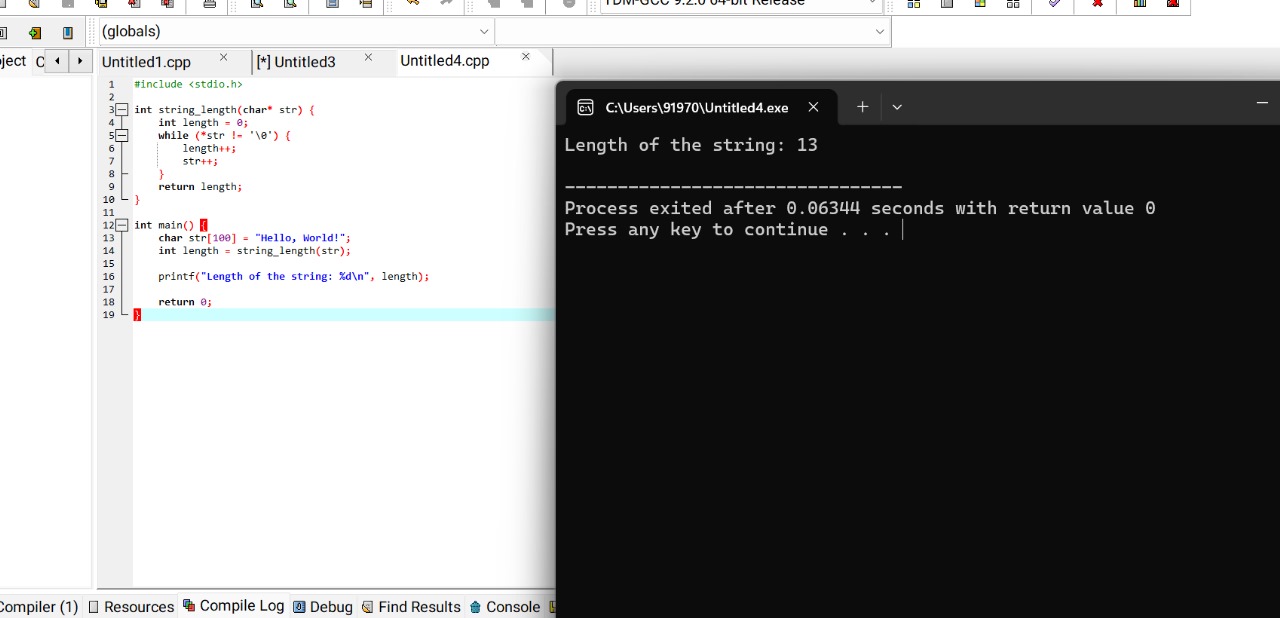 TDM-GCC 9.2.0 64-bit Release
(globals)
Untitled1.cpp
[*] Untitled3
Untitled4.cpp
1 #include <stdio.h>
2
3 int string_length(char* str) {
4 int length = 0;
5 while (*str != '\0') {
6 length++;
7 str++;
8 }
9 return length;
10 }
11
12 int main() {
13 char str[100] = "Hello, World!";
14 int length = string_length(str);
15
16 printf("Length of the string: %d\n", length);
17
18 return 0;
19 }
C:\Users\91970\Untitled4.exe
Length of the string: 13
--------------------------------
Process exited after 0.06344 seconds with return value 0
Press any key to continue . . .
Compiler (1) Resources Compile Log Debug Find Results Console